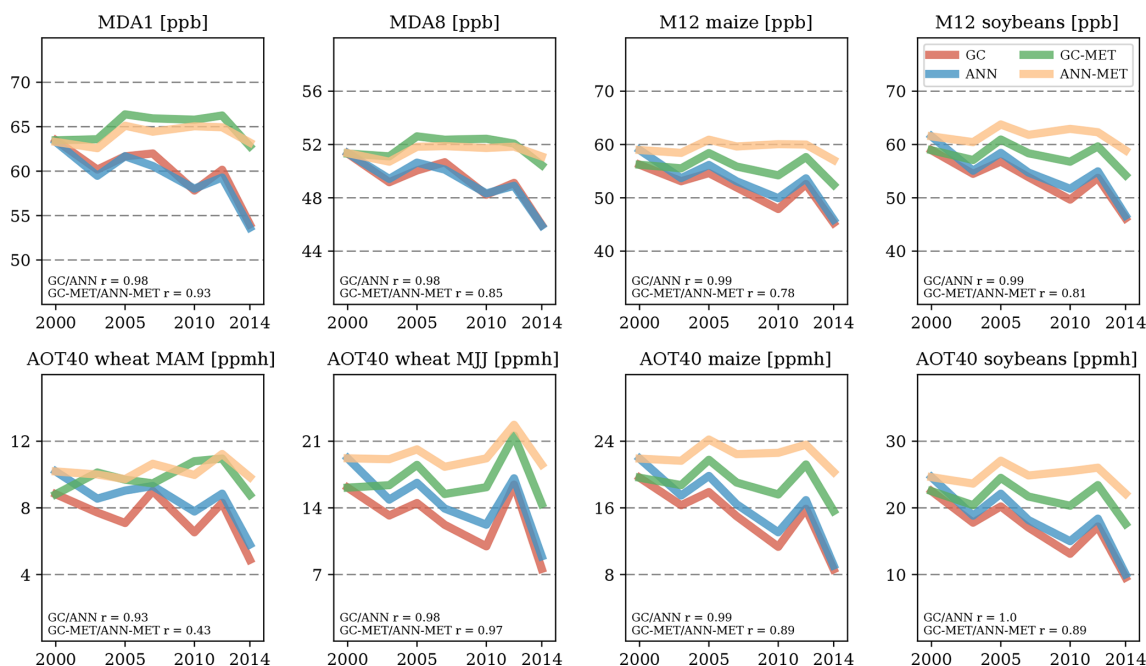 MDA1 [ppb]
70
65
60
55
50
GC/ANN r = 0.98
GC-MET/ANN-MET r = 0.93
2000 2005 2010 2014
MDA8 [ppb]
56
52
48
44
GC/ANN r = 0.98
GC-MET/ANN-MET r = 0.85
2000 2005 2010 2014
M12 maize [ppb]
70
60
50
40
GC/ANN r = 0.99
GC-MET/ANN-MET r = 0.78
2000 2005 2010 2014
M12 soybeans [ppb]
GC GC-MET
ANN ANN-MET
70
60
50
40
GC/ANN r = 0.99
GC-MET/ANN-MET r = 0.81
2000 2005 2010 2014
AOT40 wheat MAM [ppmh]
12
8
4
GC/ANN r = 0.93
GC-MET/ANN-MET r = 0.43
2000 2005 2010 2014
AOT40 wheat MJJ [ppmh]
21
14
7
GC/ANN r = 0.98
GC-MET/ANN-MET r = 0.97
2000 2005 2010 2014
AOT40 maize [ppmh]
24
16
8
GC/ANN r = 0.99
GC-MET/ANN-MET r = 0.89
2000 2005 2010 2014
AOT40 soybeans [ppmh]
30
20
10
GC/ANN r = 1.0
GC-MET/ANN-MET r = 0.89
2000 2005 2010 2014